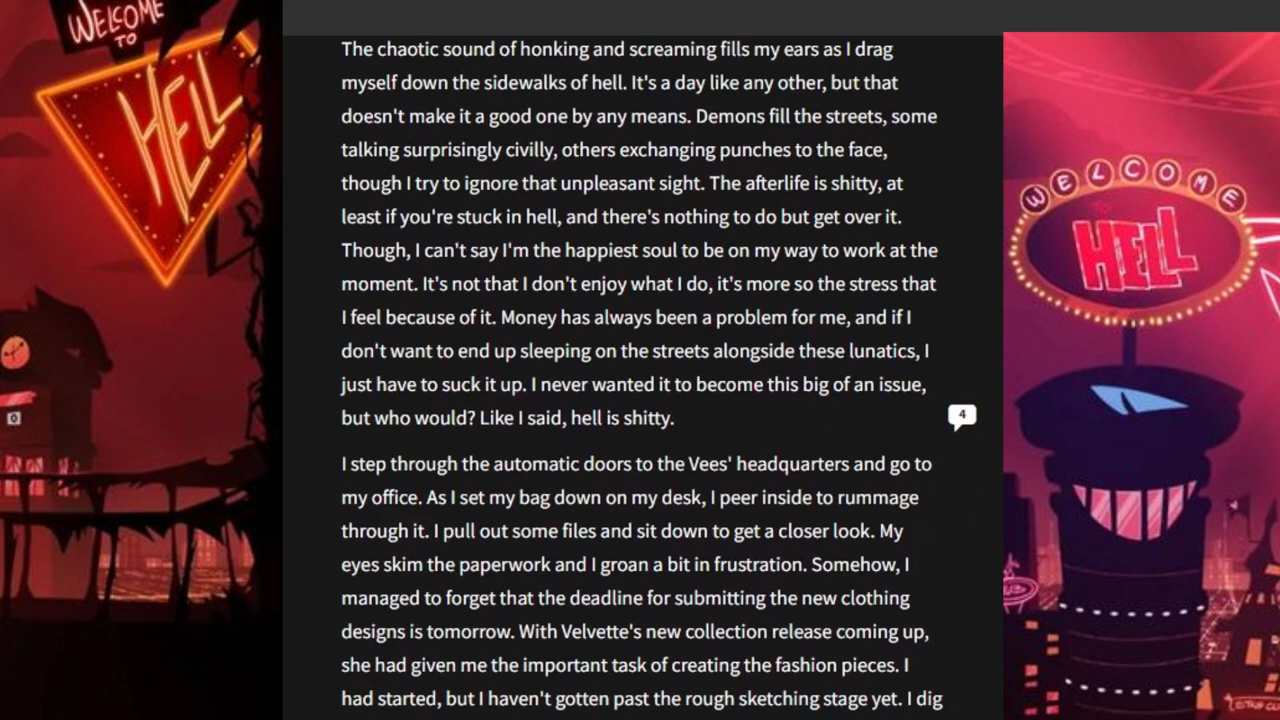 WELCOME
TO
HELL
The chaotic sound of honking and screaming fills my ears as I drag
myself down the sidewalks of hell. It's a day like any other, but that
doesn't make it a good one by any means. Demons fill the streets, some
talking surprisingly civilly, others exchanging punches to the face,
though I try to ignore that unpleasant sight. The afterlife is shitty, at
least if you're stuck in hell, and there's nothing to do but get over it.
Though, I can't say I'm the happiest soul to be on my way to work at the
moment. It's not that I don't enjoy what I do, it's more so the stress that
I feel because of it. Money has always been a problem for me, and if I
don't want to end up sleeping on the streets alongside these lunatics, I
just have to suck it up. I never wanted it to become this big of an issue,
but who would? Like I said, hell is shitty.
4
I step through the automatic doors to the Vees' headquarters and go to
my office. As I set my bag down on my desk, I peer inside to rummage
through it. I pull out some files and sit down to get a closer look. My
eyes skim the paperwork and I groan a bit in frustration. Somehow, I
managed to forget that the deadline for submitting the new clothing
designs is tomorrow. With Velvette's new collection release coming up,
she had given me the important task of creating the fashion pieces. I
had started, but I haven't gotten past the rough sketching stage yet. I dig
WELCOME
HELL